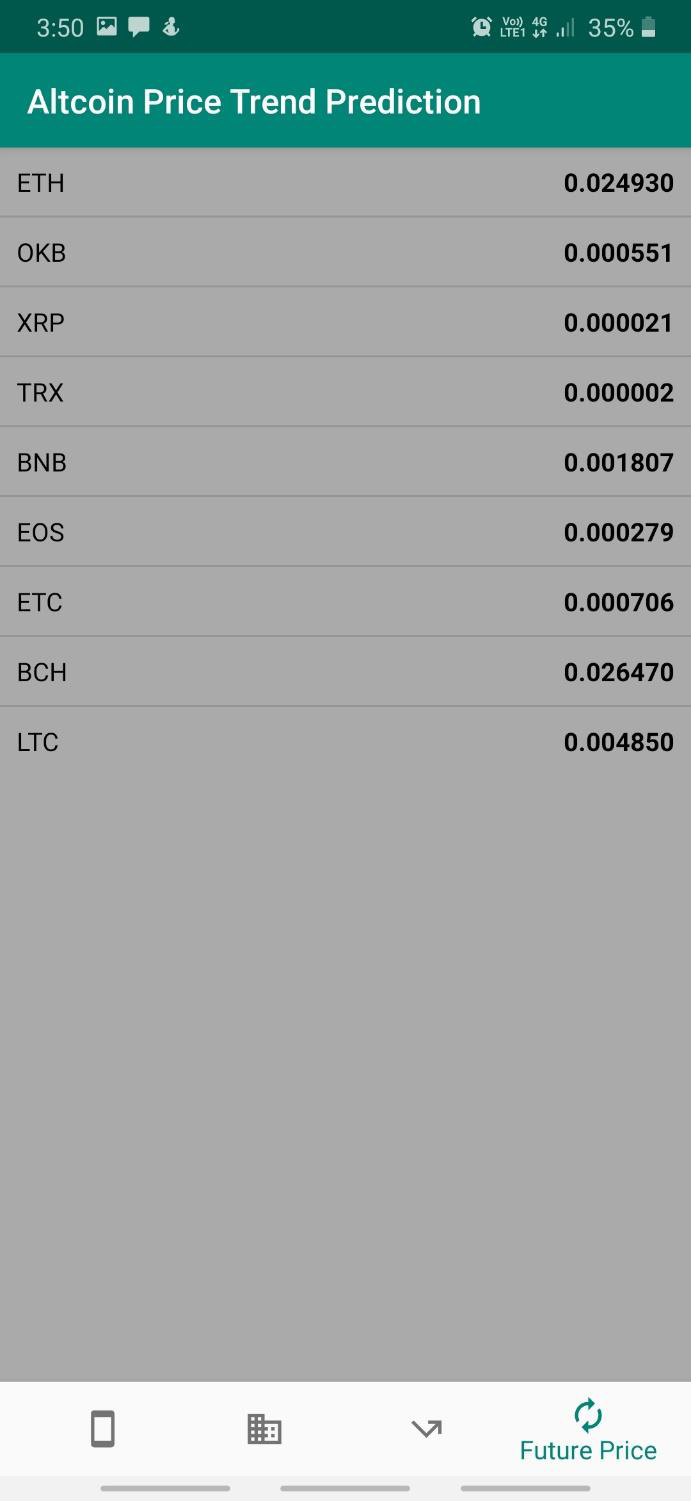 3:50 Vo)) LTE1 4G 35%
Altcoin Price Trend Prediction
ETH 0.024930
OKB 0.000551
XRP 0.000021
TRX 0.000002
BNB 0.001807
EOS 0.000279
ETC 0.000706
BCH 0.026470
LTC 0.004850
Future Price